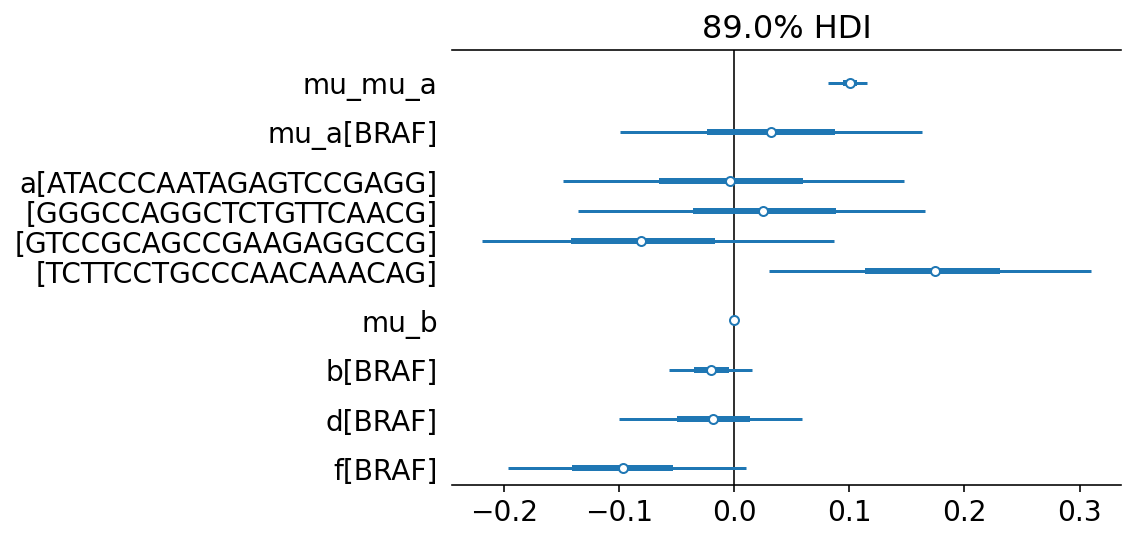 89.0% HDI
mu_mu_a
mu_a[BRAF]
a[ATACCCAATAGAGTCCGAGG]
[GGGCCAGGCTCTGTTCAACG]
[GTCCGCAGCCGAAGAGGCCG]
[TCTTCCTGCCCAACAAACAG]
mu_b
b[BRAF]
d[BRAF]
f[BRAF]
−0.2 −0.1 0.0 0.1 0.2 0.3